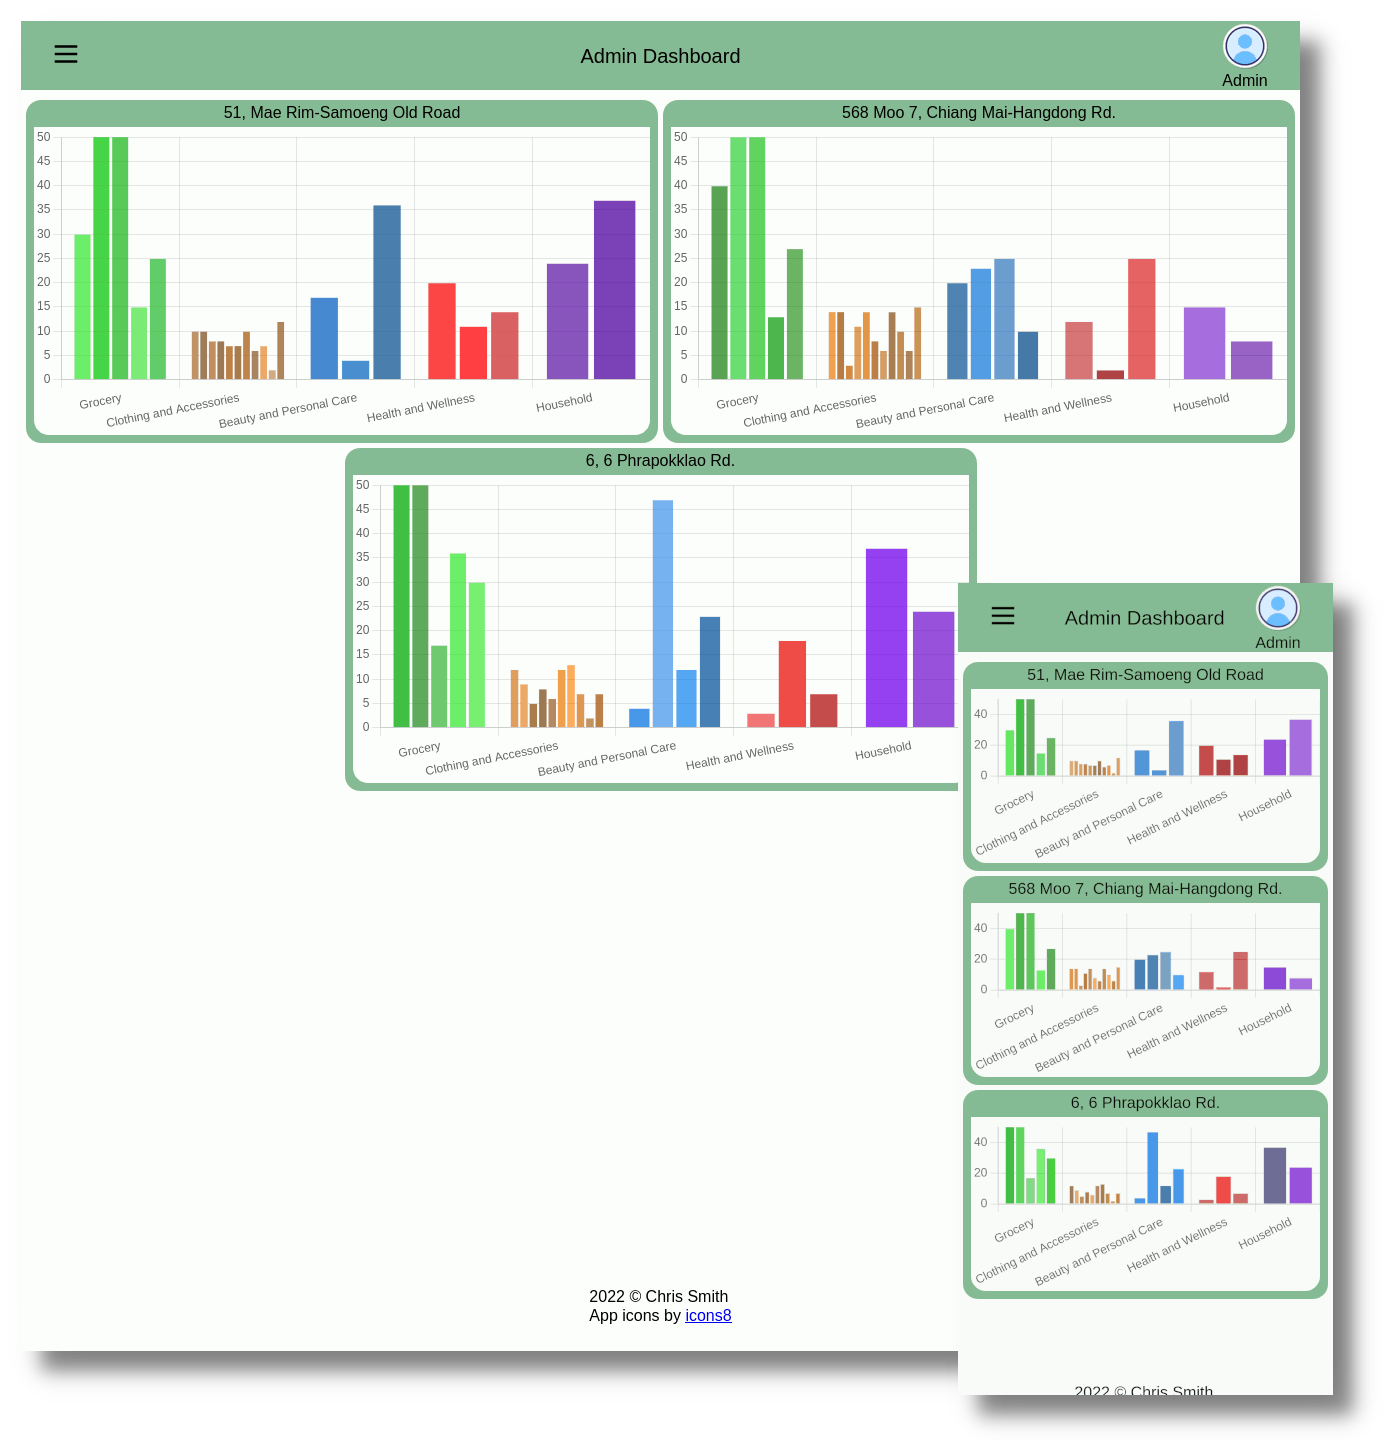 Admin Dashboard
Admin
51, Mae Rim-Samoeng Old Road
50
45
40
35
30
25
20
15
10
5
0
Grocery
Clothing and Accessories
Beauty and Personal Care
Health and Wellness
Household
568 Moo 7, Chiang Mai-Hangdong Rd.
50
45
40
35
30
25
20
15
10
5
0
Grocery
Clothing and Accessories
Beauty and Personal Care
Health and Wellness
Household
6, 6 Phrapokklao Rd.
50
45
40
35
30
25
20
15
10
5
0
Grocery
Clothing and Accessories
Beauty and Personal Care
Health and Wellness
Household
2022 © Chris Smith
App icons by icons8
Admin Dashboard
Admin
51, Mae Rim-Samoeng Old Road
40
20
0
Grocery
Clothing and Accessories
Beauty and Personal Care
Health and Wellness
Household
568 Moo 7, Chiang Mai-Hangdong Rd.
40
20
0
Grocery
Clothing and Accessories
Beauty and Personal Care
Health and Wellness
Household
6, 6 Phrapokklao Rd.
40
20
0
Grocery
Clothing and Accessories
Beauty and Personal Care
Health and Wellness
Household
2022 © Chris Smith